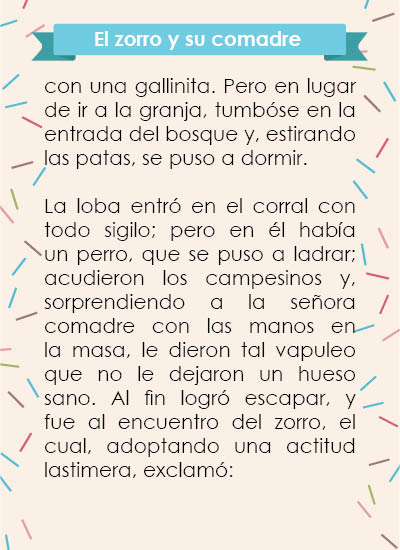 El zorro y su comadre
con una gallinita. Pero en lugar
de ir a la granja, tumbóse en la
entrada del bosque y, estirando
las patas, se puso a dormir.
La loba entró en el corral con
todo sigilo; pero en él había
un perro, que se puso a ladrar;
acudieron los campesinos y,
sorprendiendo a la señora
comadre con las manos en
la masa, le dieron tal vapuleo
que no le dejaron un hueso
sano. Al fin logró escapar, y
fue al encuentro del zorro, el
cual, adoptando una actitud
lastimera, exclamó: